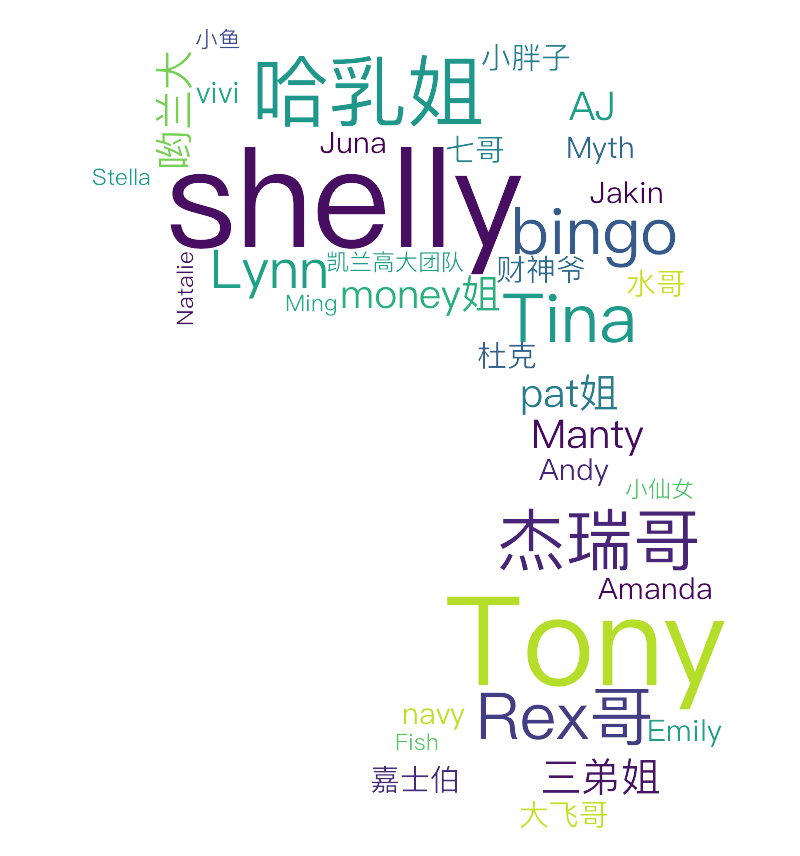 小鱼
哟兰大
vivi
哈乳姐
小胖子
AJ
Juna
七哥
Myth
Stella
shelly
Jakin
bingo
Natalie
Lynn
凯兰高大团队
财神爷
水哥
Ming
money姐
Tina
杜克
pat姐
Manty
Andy
小仙女
杰瑞哥
Amanda
Tony
navy
Rex哥
Emily
Fish
嘉士伯
三弟姐
大飞哥